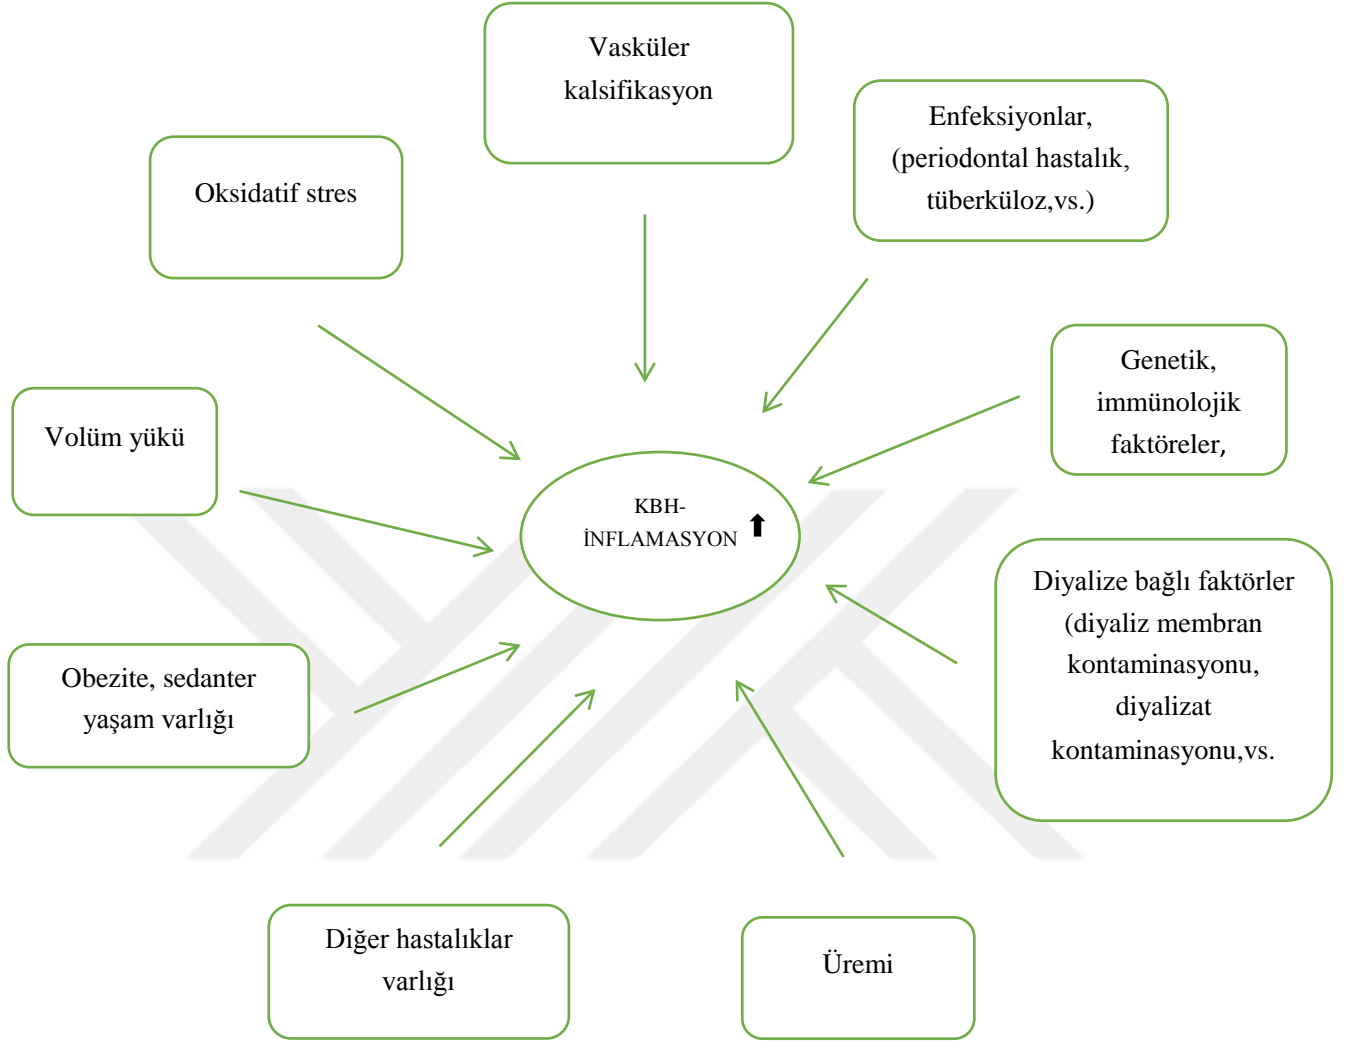 Vasküler
kalsifikasyon
Enfeksiyonlar,
(periodontal hastalık,
tüberküloz,vs.)
Oksidatif stres
Genetik,
immünolojik
faktöreler,
Volüm yükü
KBH-
İNFLAMASYON
Diyalize bağlı faktörler
(diyaliz membran
kontaminasyonu,
diyalizat
kontaminasyonu,vs.
Obezite, sedanter
yaşam varlığı
Diğer hastalıklar
varlığı
Üremi